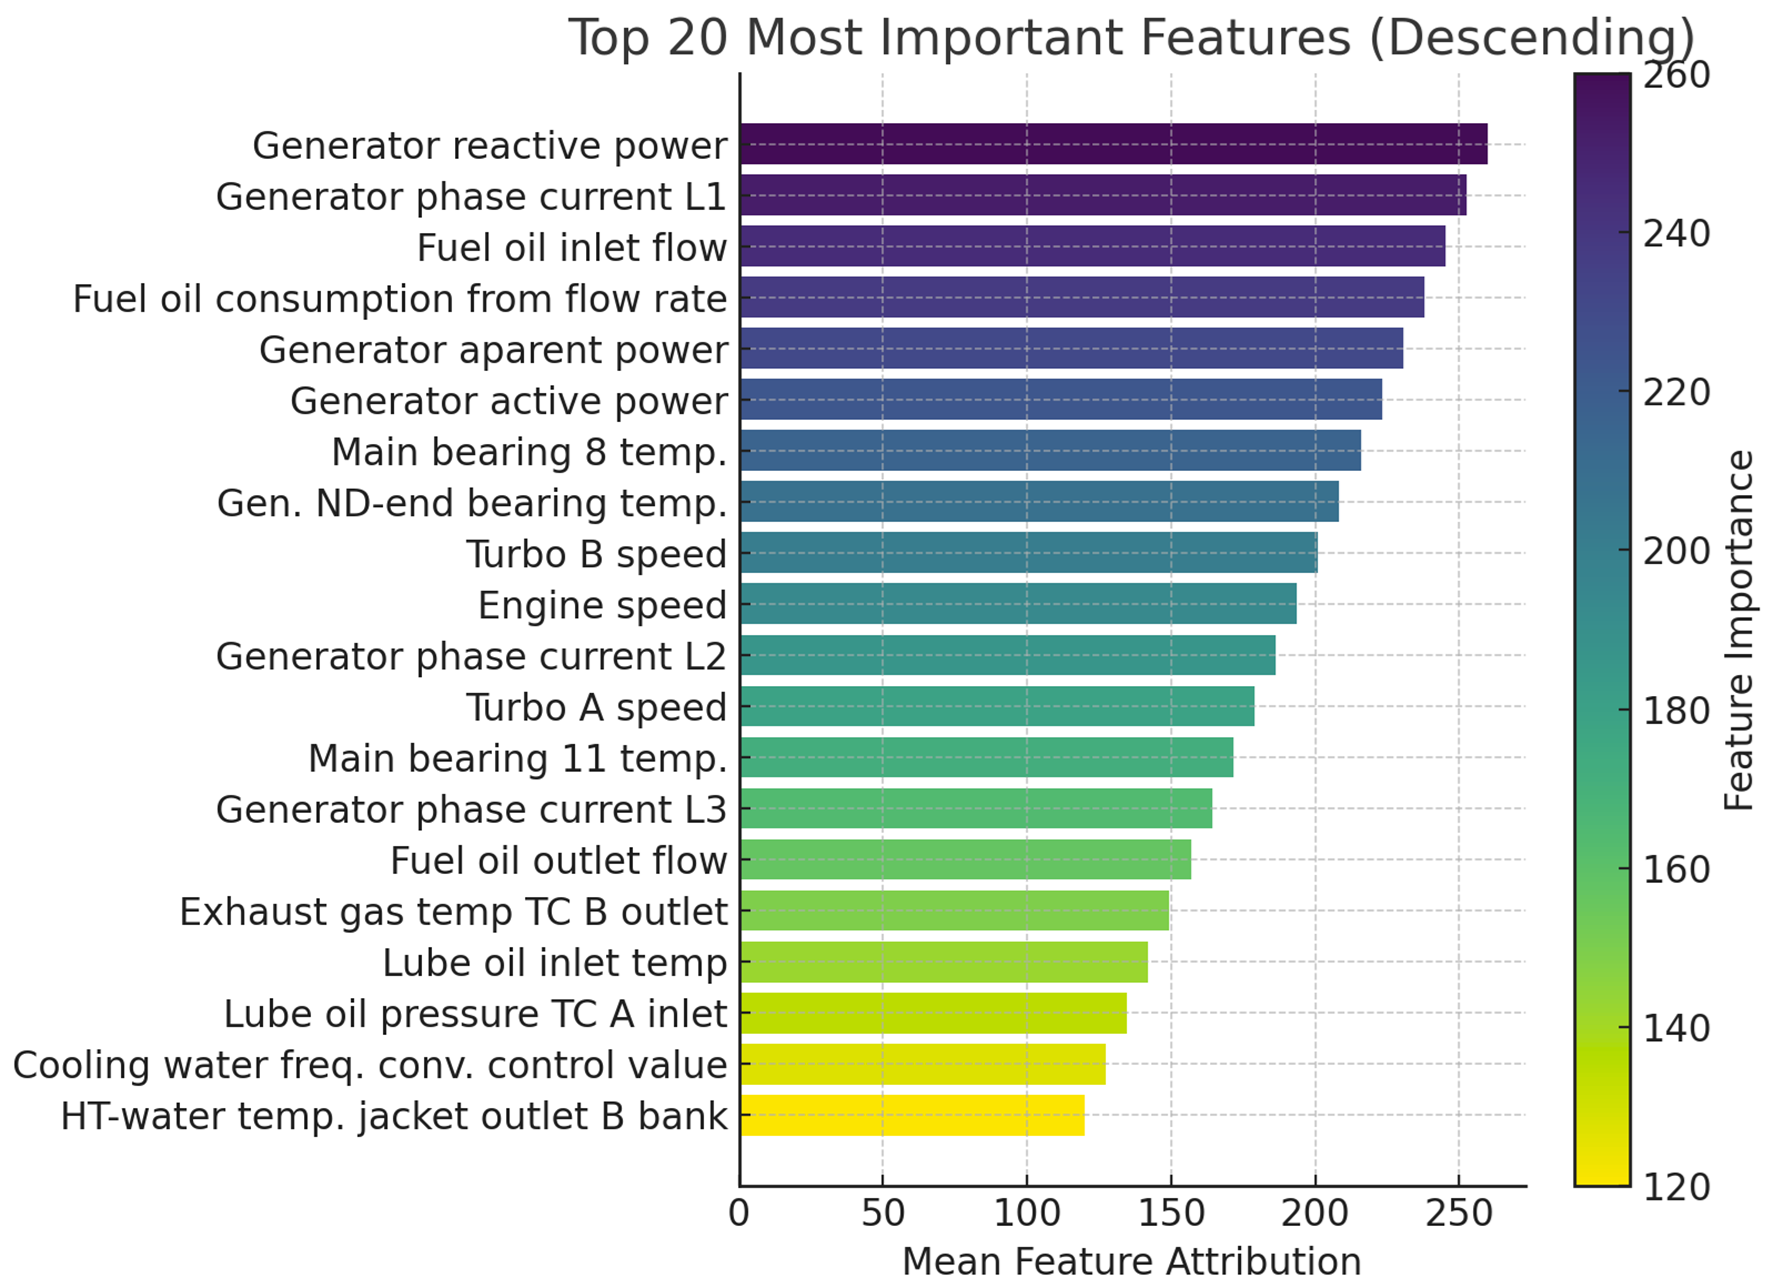 Top 20 Most Important Features (Descending)
Generator reactive power
Generator phase current L1
Fuel oil inlet flow
Fuel oil consumption from flow rate
Generator aparent power
Generator active power
Main bearing 8 temp.
Gen. ND-end bearing temp.
Turbo B speed
Engine speed
Generator phase current L2
Turbo A speed
Main bearing 11 temp.
Generator phase current L3
Fuel oil outlet flow
Exhaust gas temp TC B outlet
Lube oil inlet temp
Lube oil pressure TC A inlet
Cooling water freq. conv. control value
HT-water temp. jacket outlet B bank
0 50 100 150 200 250
Mean Feature Attribution
260
240
220
200
180
160
140
120
Feature Importance